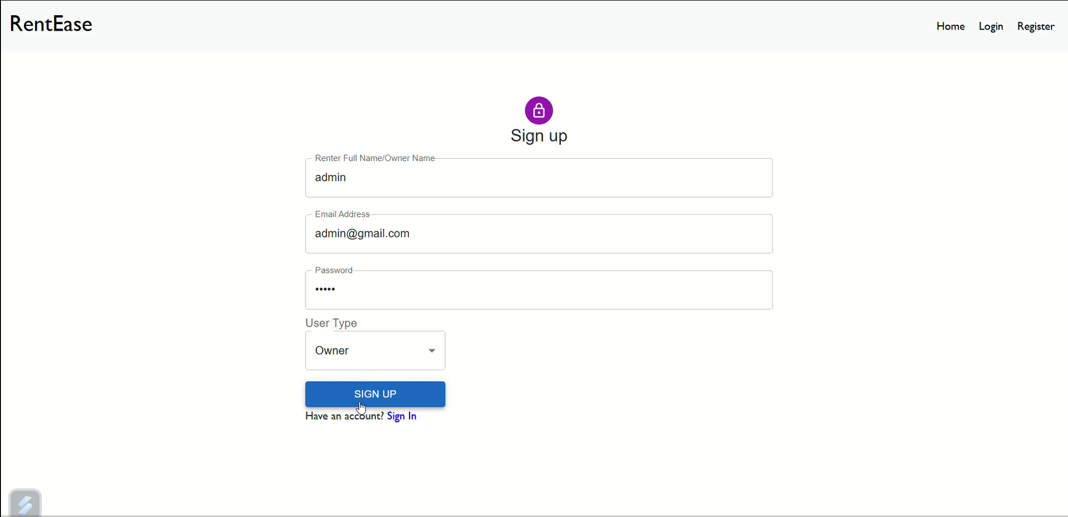 RentEase
Home Login Register
Sign up
Renter Full Name/Owner Name
admin
Email Address
admin@gmail.com
Password
•••••
User Type
Owner
SIGN UP
Have an account? Sign In